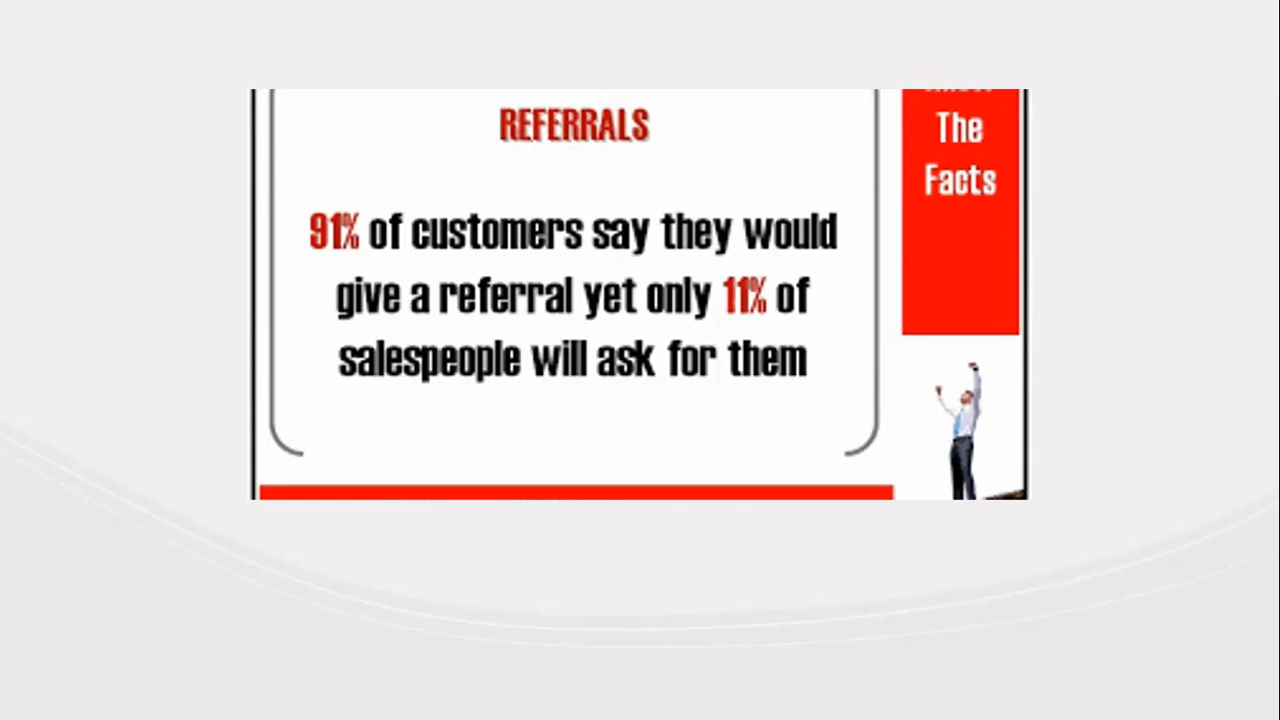 REFERRALS
91% of customers say they would
give a referral yet only 11% of
salespeople will ask for them
The
Facts